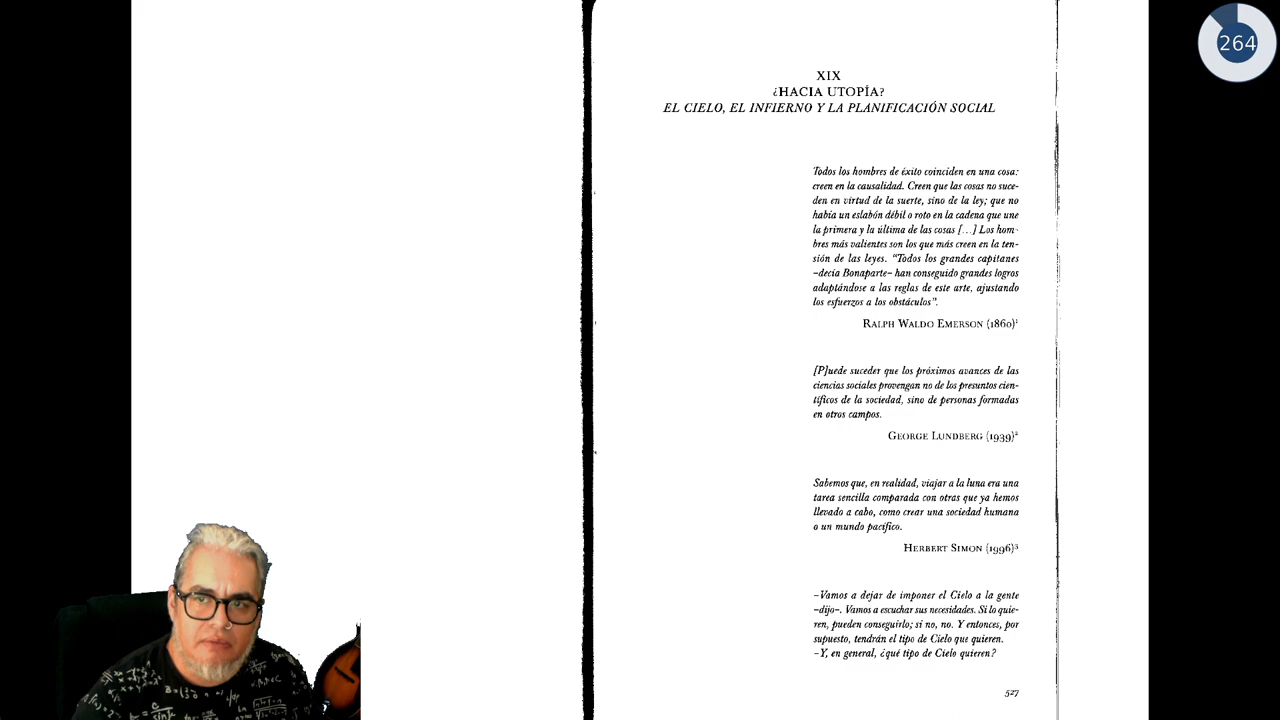 264
XIX
¿HACIA UTOPÍA?
EL CIELO, EL INFIERNO Y LA PLANIFICACIÓN SOCIAL
Todos los hombres de éxito coinciden en una cosa:
creen en la causalidad. Creen que las cosas no suce-
den en virtud de la suerte, sino de la ley; que no
había un eslabón débil o roto en la cadena que une
la primera y la última de las cosas [...] Los hom-
bres más valientes son los que más creen en la ten-
sión de las leyes. "Todos los grandes capitanes
–decía Bonaparte– han conseguido grandes logros
adaptándose a las reglas de este arte, ajustando
los esfuerzos a los obstáculos".
RALPH WALDO EMERSON (1860)¹
[P]uede suceder que los próximos avances de las
ciencias sociales provengan no de los presuntos cien-
tíficos de la sociedad, sino de personas formadas
en otros campos.
GEORGE LUNDBERG (1939)²
Sabemos que, en realidad, viajar a la luna era una
tarea sencilla comparada con otras que ya hemos
llevado a cabo, como crear una sociedad humana
o un mundo pacífico.
HERBERT SIMON (1996)³
–Vamos a dejar de imponer el Cielo a la gente
–dijo–. Vamos a escuchar sus necesidades. Si lo quie-
ren, pueden conseguirlo; si no, no. Y entonces, por
supuesto, tendrán el tipo de Cielo que quieren.
–Y, en general, ¿qué tipo de Cielo quieren?
527